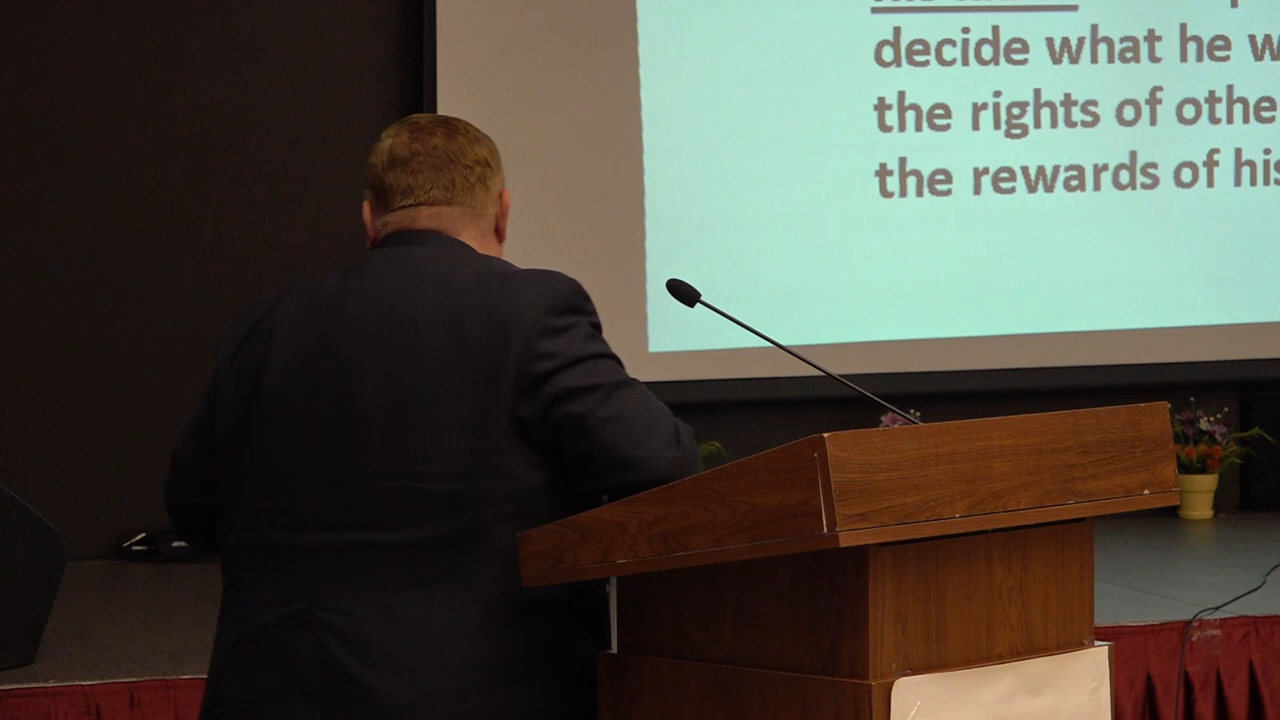 decide what he w
the rights of othe
the rewards of his